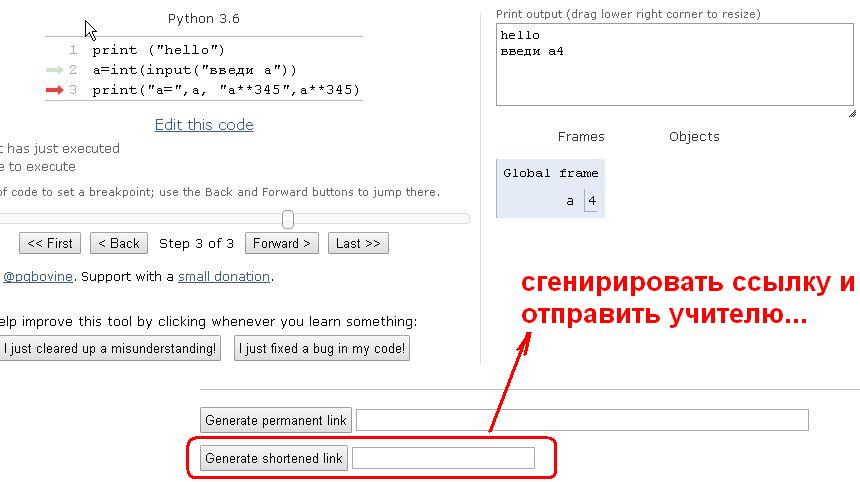 Python 3.6
1 print ("hello")
2 a=int(input("введи a"))
3 print("a=",a, "a**345",a**345)
Edit this code
t has just executed
e to execute
of code to set a breakpoint; use the Back and Forward buttons to jump there.
<< First < Back Step 3 of 3 Forward > Last >>
@pgbovine. Support with a small donation.
elp improve this tool by clicking whenever you learn something:
I just cleared up a misunderstanding! I just fixed a bug in my code!
Print output (drag lower right corner to resize)
hello
введи a4
Frames Objects
Global frame
a 4
сгенирировать ссылку и
отправить учителю...
Generate permanent link
Generate shortened link